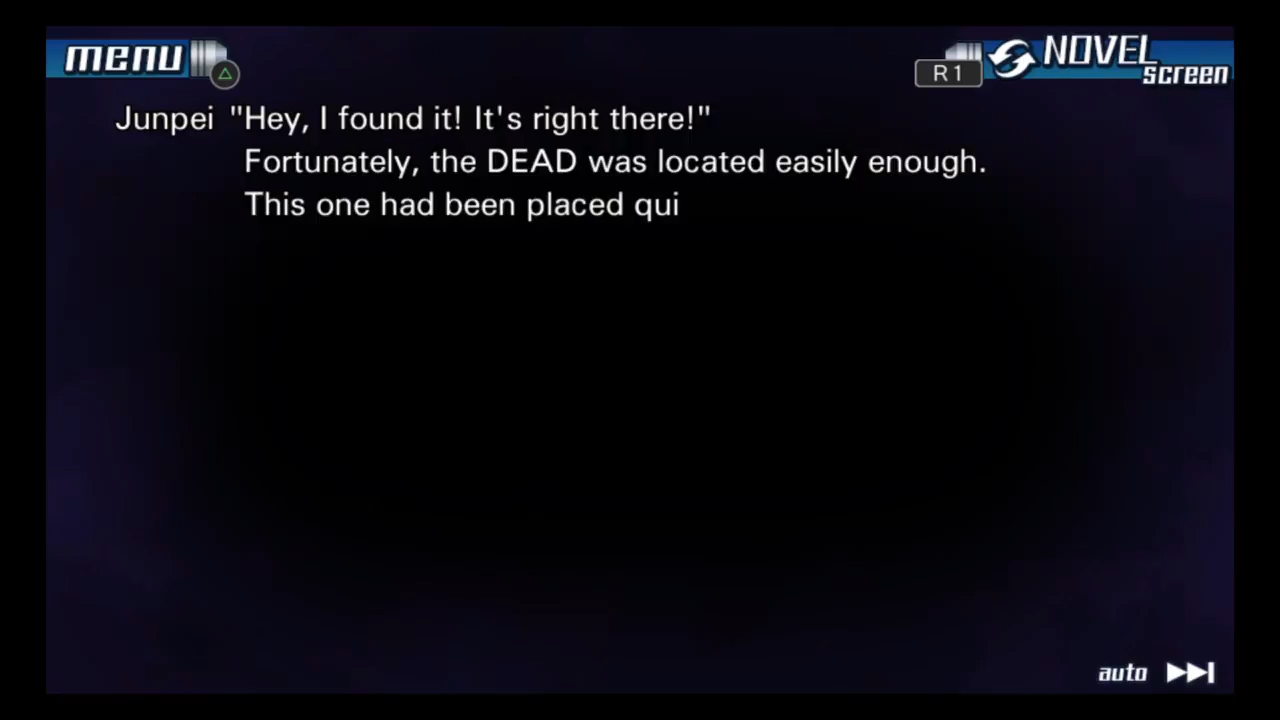 menu
R1
NOVEL
screen
Junpei "Hey, I found it! It's right there!"
Fortunately, the DEAD was located easily enough.
This one had been placed qui
auto